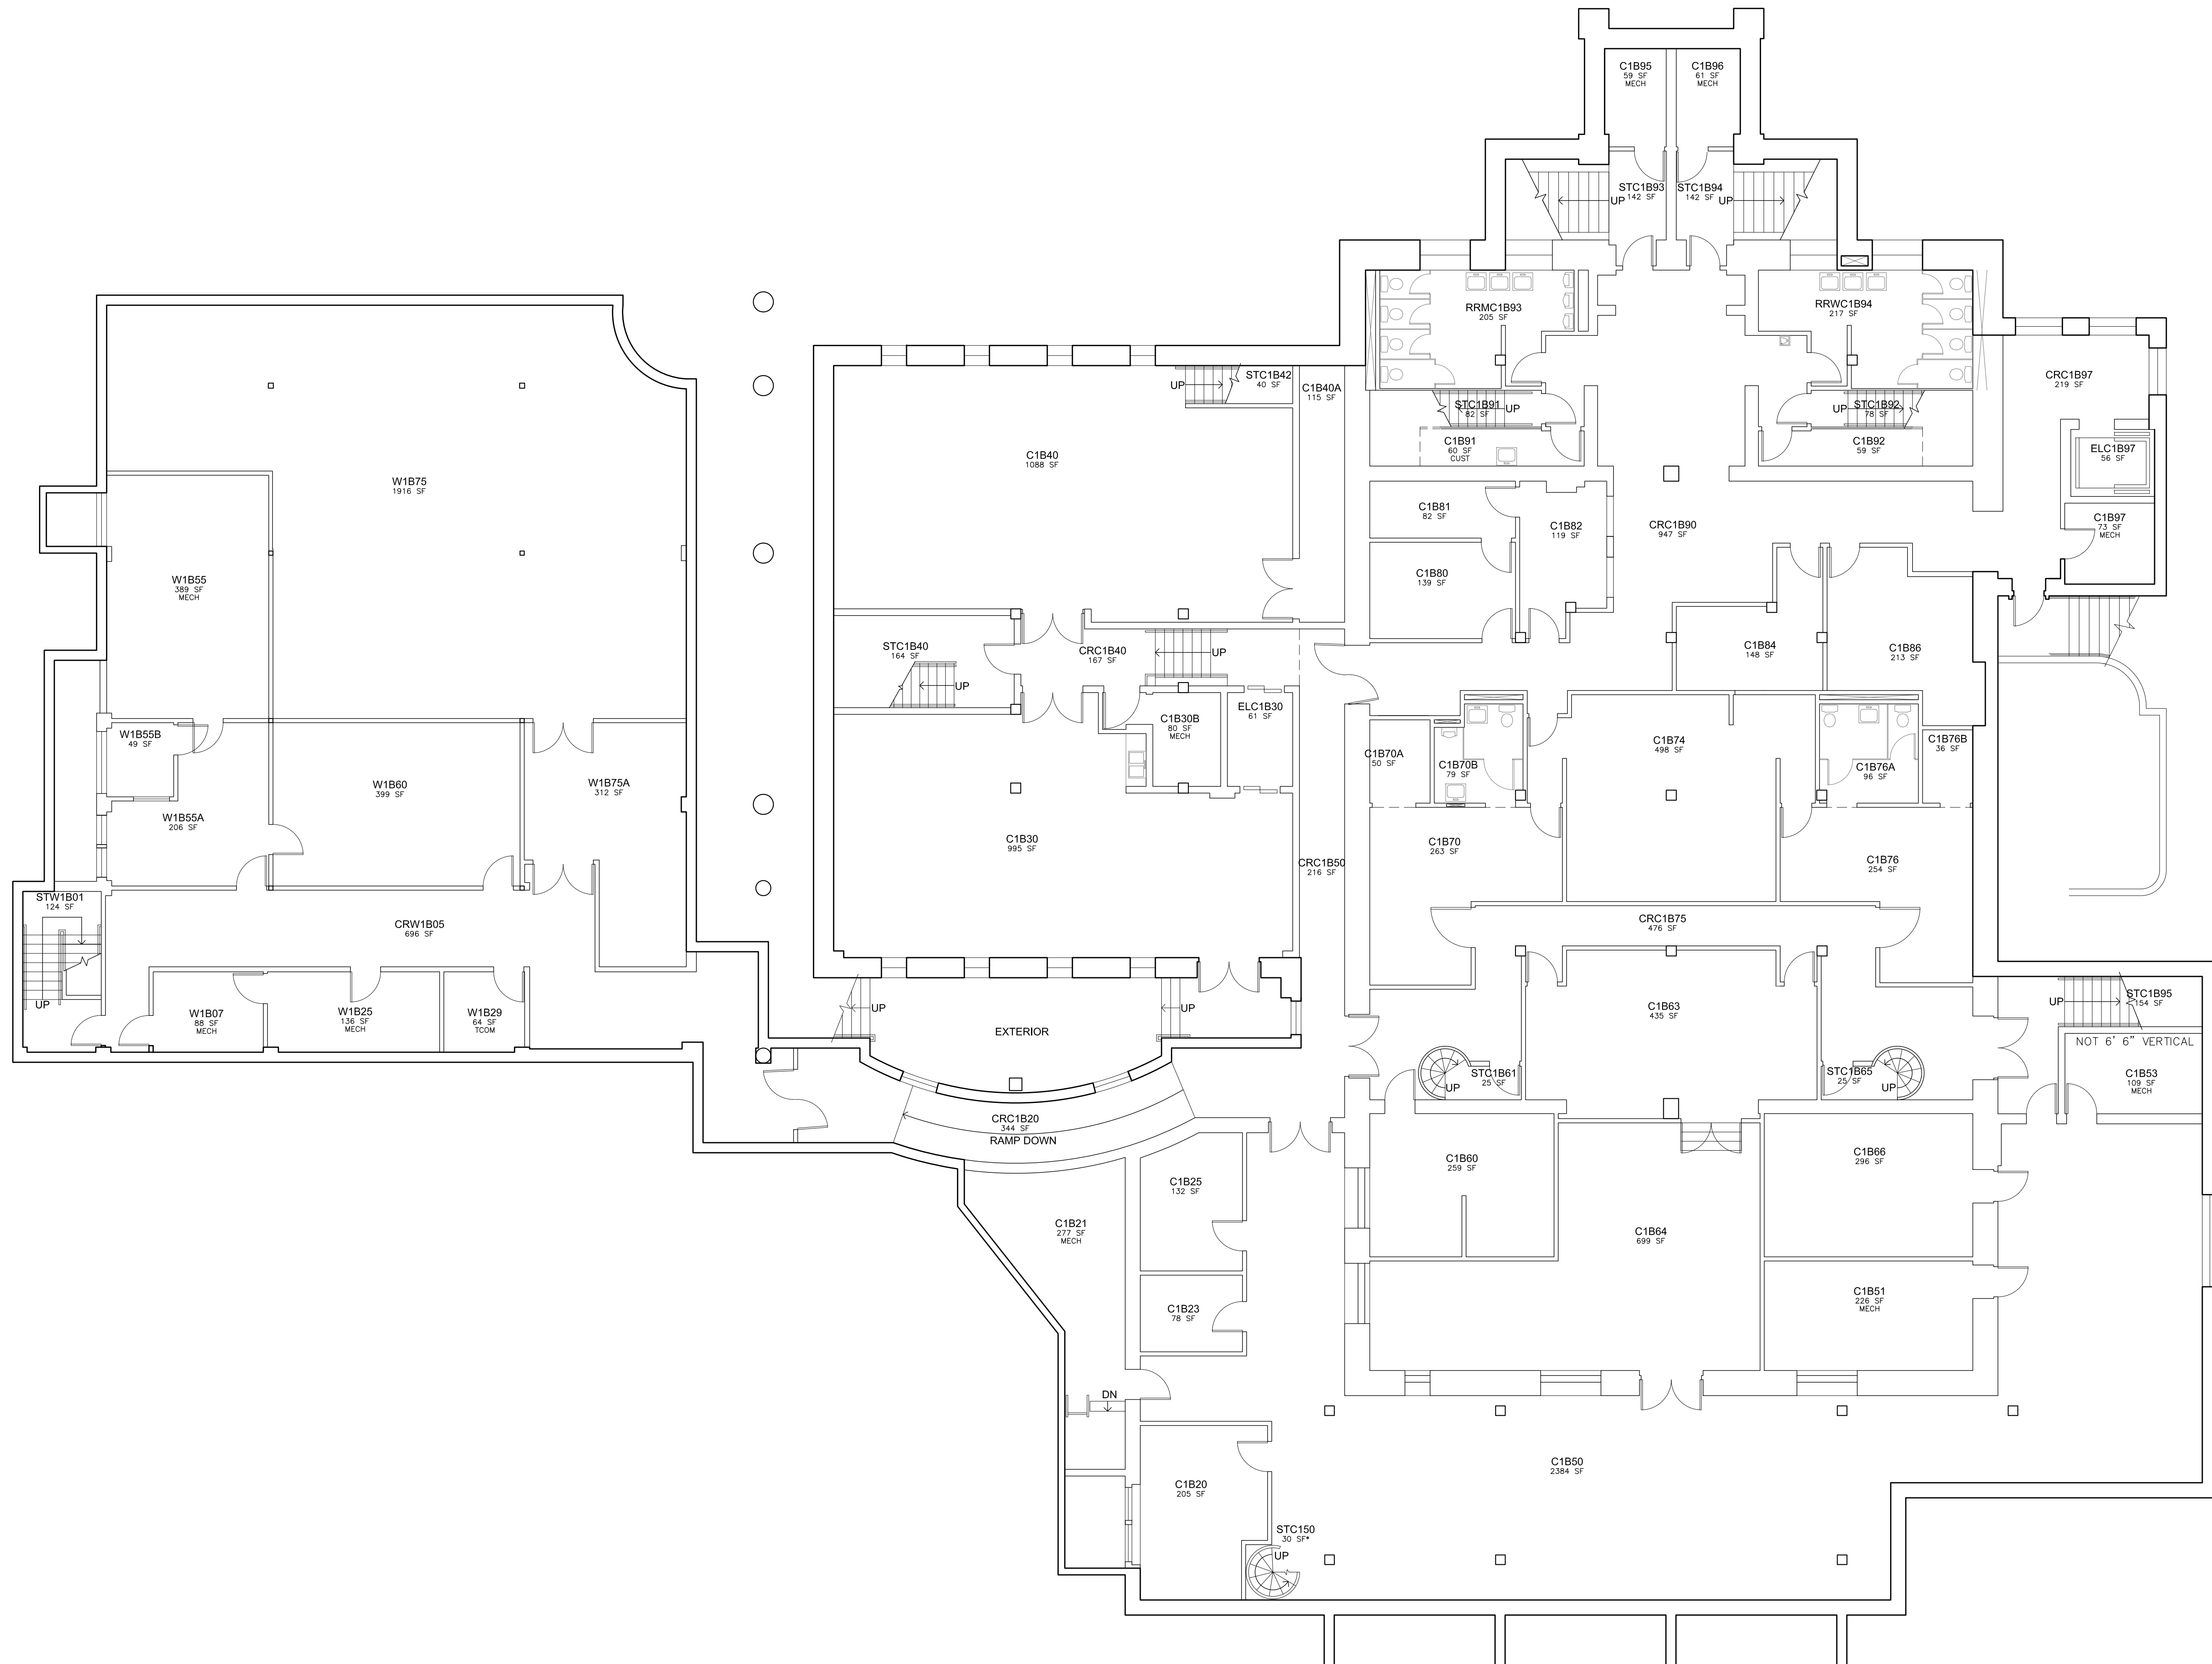 C1B95
59 SF
MECH
C1B96
61 SF
MECH
STC1B93
142 SF
STC1B94
142 SF
UP
UP
RRMC1B93
205 SF
RRWC1B94
217 SF
CRC1B97
219 SF
STC1B42
40 SF
UP
C1B40A
115 SF
STC1B91
82 SF
UP
STC1B92
78 SF
UP
C1B91
60 SF
CUST
C1B92
59 SF
ELC1B97
56 SF
C1B40
1088 SF
W1B75
1916 SF
C1B81
82 SF
C1B82
119 SF
CRC1B90
947 SF
C1B97
73 SF
MECH
W1B55
389 SF
MECH
C1B80
139 SF
STC1B40
164 SF
UP
CRC1B40
167 SF
UP
C1B84
148 SF
C1B86
213 SF
C1B30B
80 SF
MECH
ELC1B30
61 SF
W1B55B
49 SF
C1B70A
50 SF
C1B70B
79 SF
C1B74
498 SF
C1B76A
96 SF
C1B76B
36 SF
W1B60
399 SF
W1B75A
312 SF
W1B55A
206 SF
C1B30
995 SF
CRC1B50
216 SF
C1B70
263 SF
C1B76
254 SF
STW1B01
124 SF
UP
CRW1B05
696 SF
CRC1B75
476 SF
W1B07
88 SF
MECH
W1B25
136 SF
MECH
W1B29
64 SF
TCOM
UP
UP
EXTERIOR
C1B63
435 SF
STC1B95
154 SF
UP
NOT 6' 6" VERTICAL
STC1B61
25 SF
UP
STC1B65
25 SF
UP
C1B53
109 SF
MECH
CRC1B20
344 SF
RAMP DOWN
C1B60
259 SF
C1B66
296 SF
C1B25
132 SF
C1B21
277 SF
MECH
C1B64
699 SF
C1B23
78 SF
C1B51
226 SF
MECH
DN
C1B50
2384 SF
C1B20
205 SF
STC150
30 SF*
UP